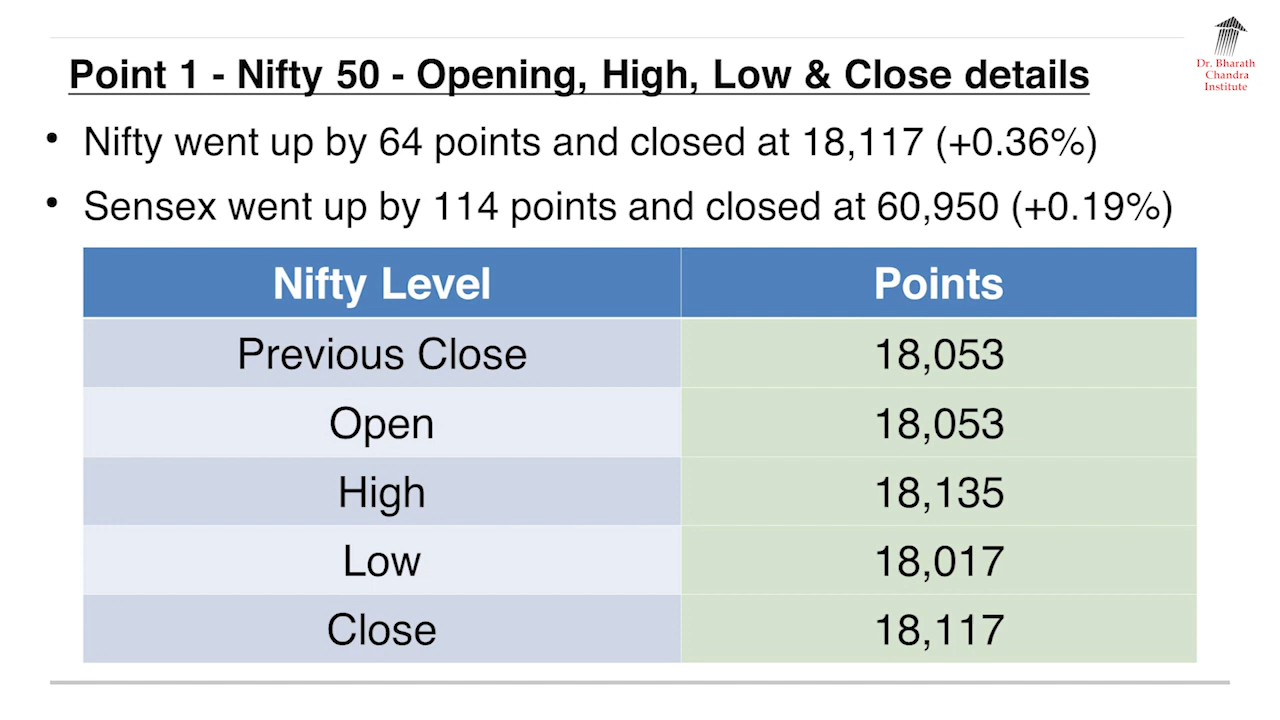 Dr. Bharath
Chandra
Institute
Point 1 - Nifty 50 - Opening, High, Low & Close details
• Nifty went up by 64 points and closed at 18,117 (+0.36%)
• Sensex went up by 114 points and closed at 60,950 (+0.19%)
Nifty Level Points
Previous Close 18,053
Open 18,053
High 18,135
Low 18,017
Close 18,117